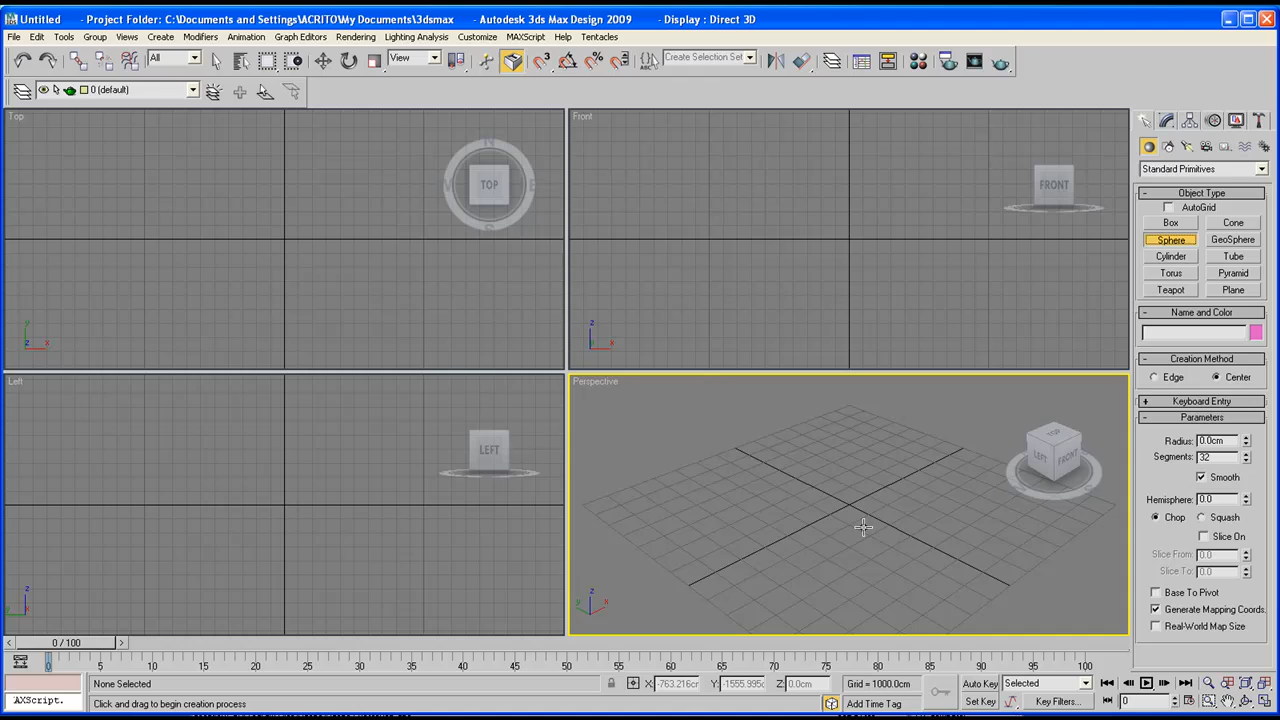 Untitled - Project Folder: C:\Documents and Settings\ACRITO\My Documents\3dsmax - Autodesk 3ds Max Design 2009 - Display : Direct 3D
File Edit Tools Group Views Create Modifiers Animation Graph Editors Rendering Lighting Analysis Customize MAXScript Help Tentacles
All View Create Selection Set
0 (default)
Top Front
TOP FRONT
Standard Primitives
Object Type
AutoGrid
Box Cone
Sphere GeoSphere
Cylinder Tube
Torus Pyramid
Teapot Plane
Name and Color
Creation Method
Edge Center
Keyboard Entry
Parameters
Radius: 0.0cm
Segments: 32
Smooth
Hemisphere: 0.0
Chop Squash
Slice On
Slice From: 0.0
Slice To: 0.0
Base To Pivot
Generate Mapping Coords.
Real-World Map Size
y
z x
z
y x
Left Perspective
LEFT
TOP
LEFT FRONT
z
y x
z
y x
0 / 100
0 5 10 15 20 25 30 35 40 45 50 55 60 65 70 75 80 85 90 95 100
None Selected X: -763.216cm Y: -1555.995c Z: 0.0cm Grid = 1000.0cm Auto Key Selected
'AXScript. Click and drag to begin creation process Add Time Tag Set Key Key Filters... 0